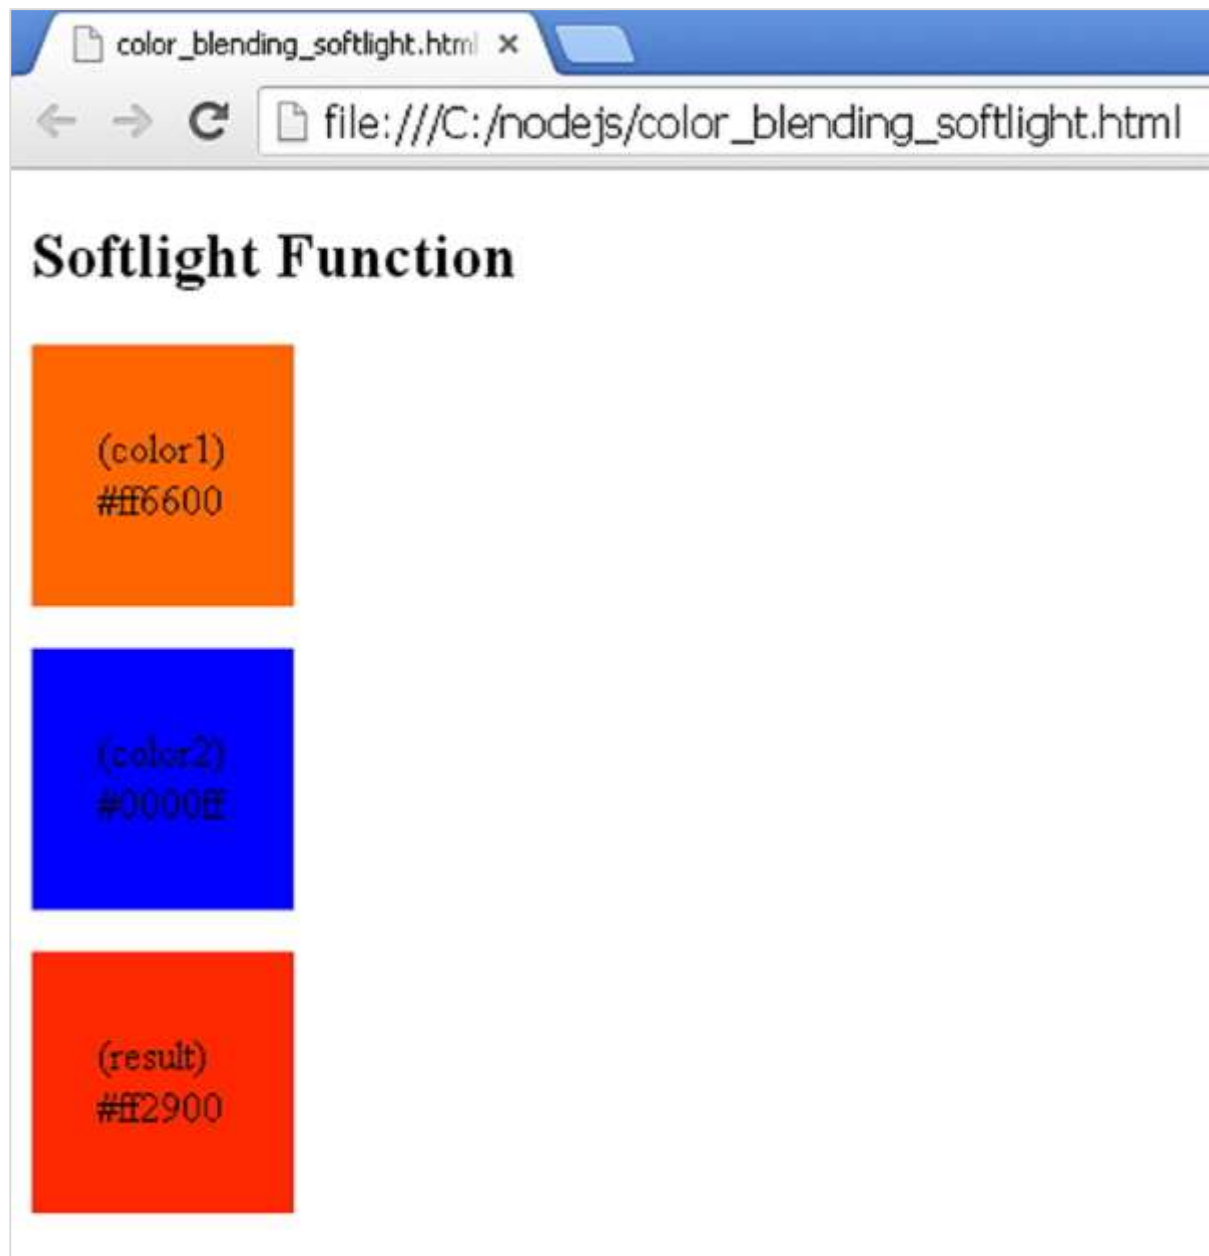 color_blending_softlight.html
file:///C:/nodejs/color_blending_softlight.html
Softlight Function
(color1)
#ff6600
(color2)
#0000ff
(result)
#ff2900